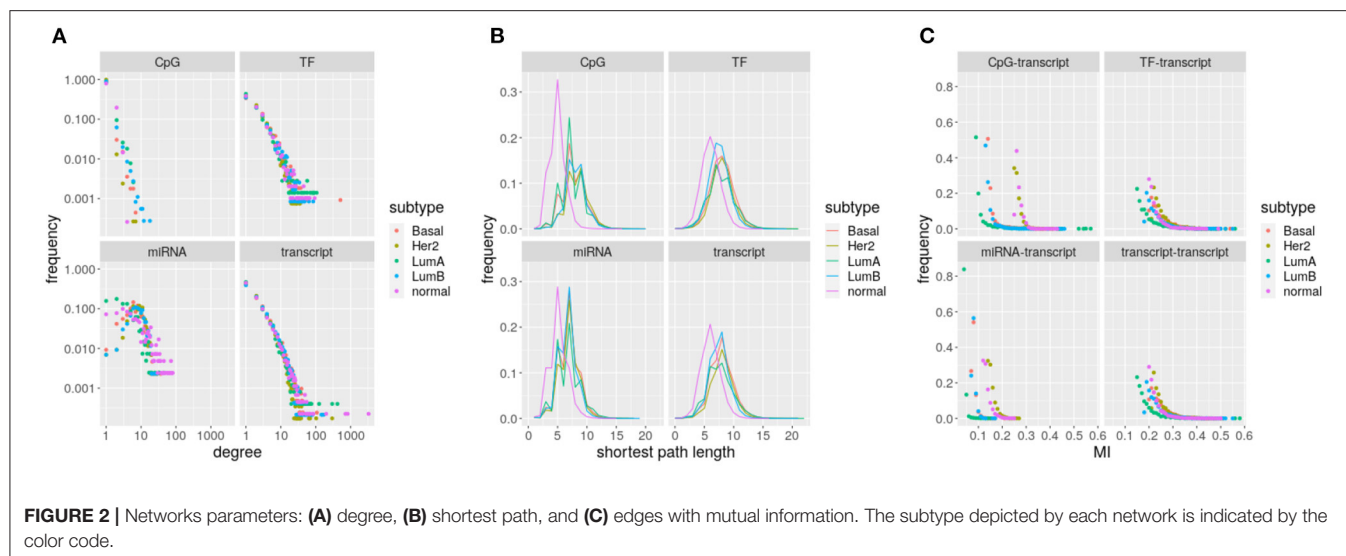 A
CpG
TF
1.000
0.100
0.010
0.001
miRNA
transcript
1.000
0.100
0.010
0.001
frequency
1
10
100
1000
1
10
100
1000
degree
subtype
Basal
Her2
LumA
LumB
normal
B
CpG
TF
0.3
0.2
0.1
0.0
miRNA
transcript
0.3
0.2
0.1
0.0
frequency
0
5
10
15
20
0
5
10
15
20
shortest path length
subtype
Basal
Her2
LumA
LumB
normal
C
CpG-transcript
TF-transcript
0.8
0.6
0.4
0.2
0.0
miRNA-transcript
transcript-transcript
0.8
0.6
0.4
0.2
0.0
frequency
0.1
0.2
0.3
0.4
0.5
0.6
0.1
0.2
0.3
0.4
0.5
0.6
MI
subtype
Basal
Her2
LumA
LumB
normal
FIGURE 2 | Networks parameters: (A) degree, (B) shortest path, and (C) edges with mutual information. The subtype depicted by each network is indicated by the
color code.